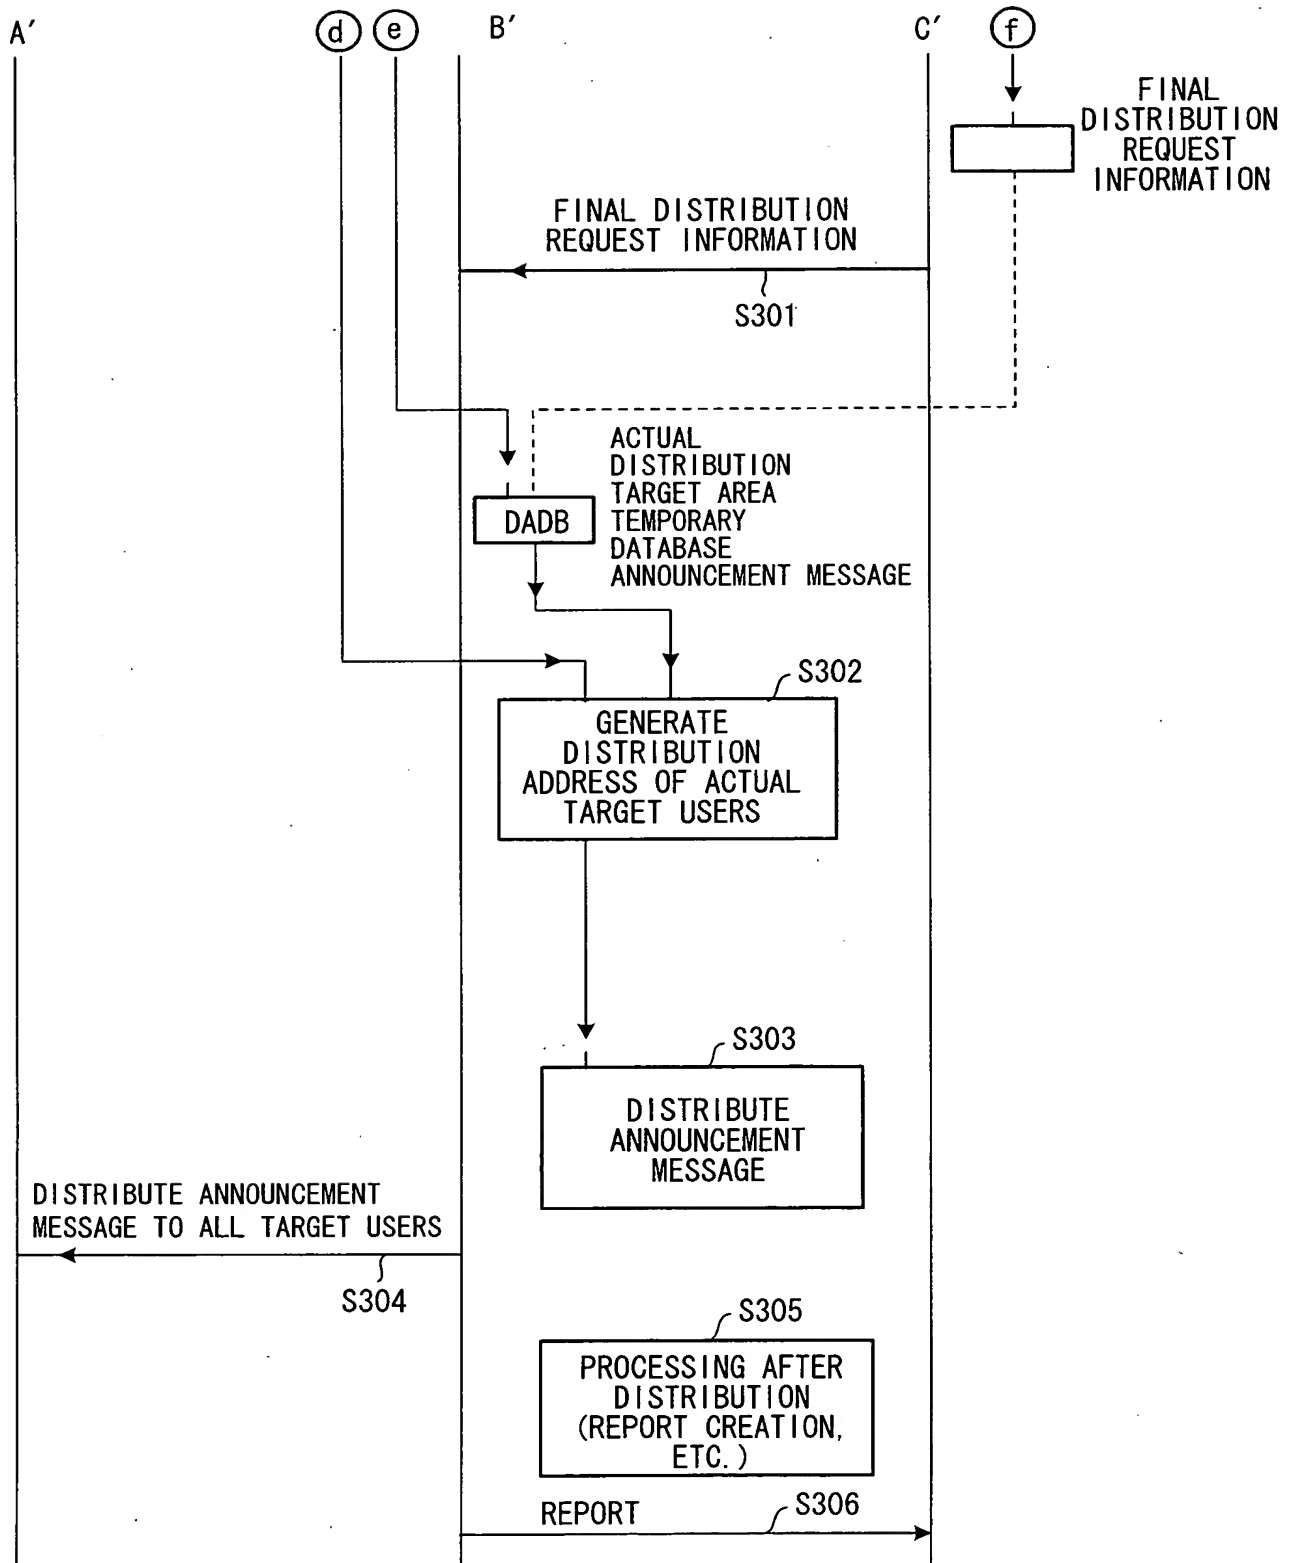 A′
d
e
B′
C′
f
FINAL
DISTRIBUTION
REQUEST
INFORMATION
FINAL DISTRIBUTION
REQUEST INFORMATION
S301
ACTUAL
DISTRIBUTION
TARGET AREA
TEMPORARY
DATABASE
ANNOUNCEMENT MESSAGE
DADB
S302
GENERATE
DISTRIBUTION
ADDRESS OF ACTUAL
TARGET USERS
S303
DISTRIBUTE
ANNOUNCEMENT
MESSAGE
DISTRIBUTE ANNOUNCEMENT
MESSAGE TO ALL TARGET USERS
S304
S305
PROCESSING AFTER
DISTRIBUTION
(REPORT CREATION,
ETC.)
REPORT
S306